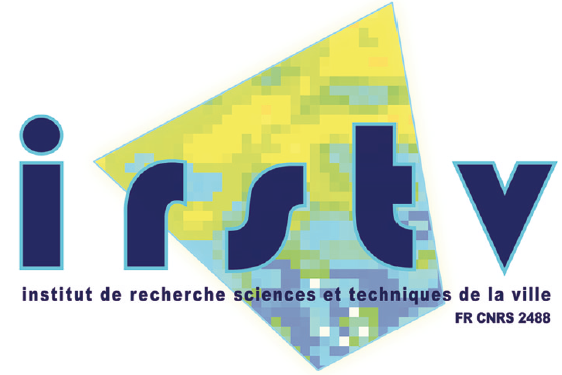 irstv
institut de recherche sciences et techniques de la ville
FR CNRS 2488